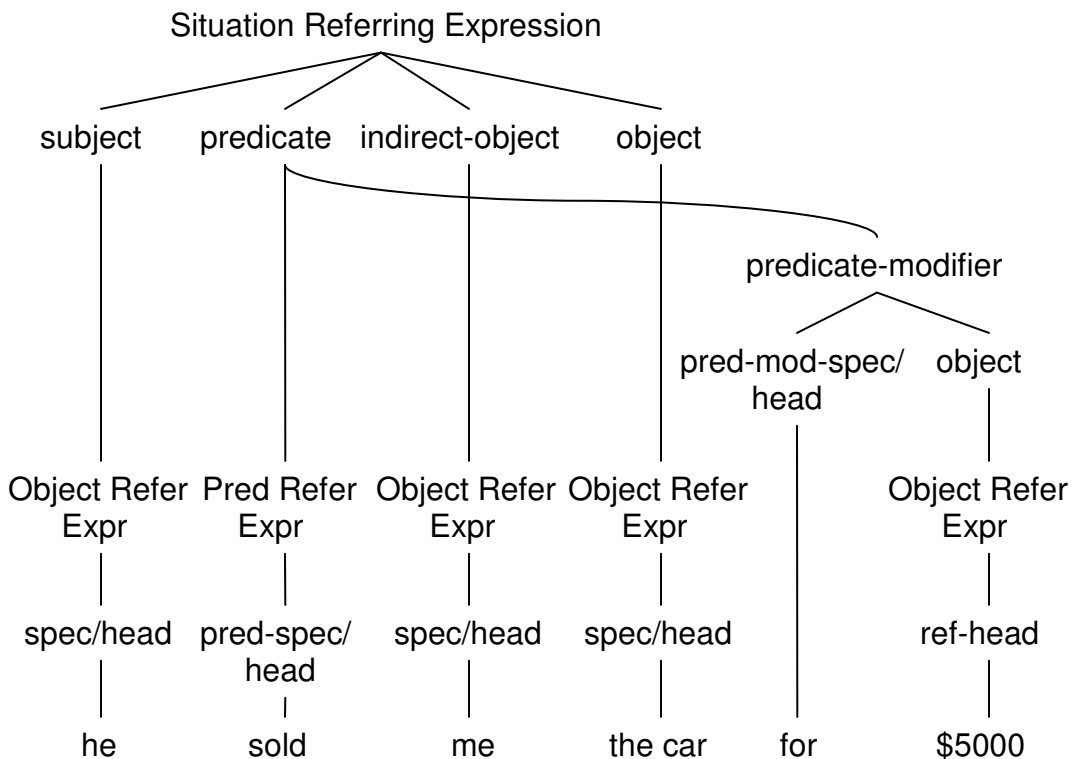 Situation Referring Expression
subject predicate indirect-object object
predicate-modifier
pred-mod-spec/ object
head
Object Refer Pred Refer Object Refer Object Refer Object Refer
Expr Expr Expr Expr Expr
spec/head pred-spec/ spec/head spec/head ref-head
head
he sold me the car for $5000